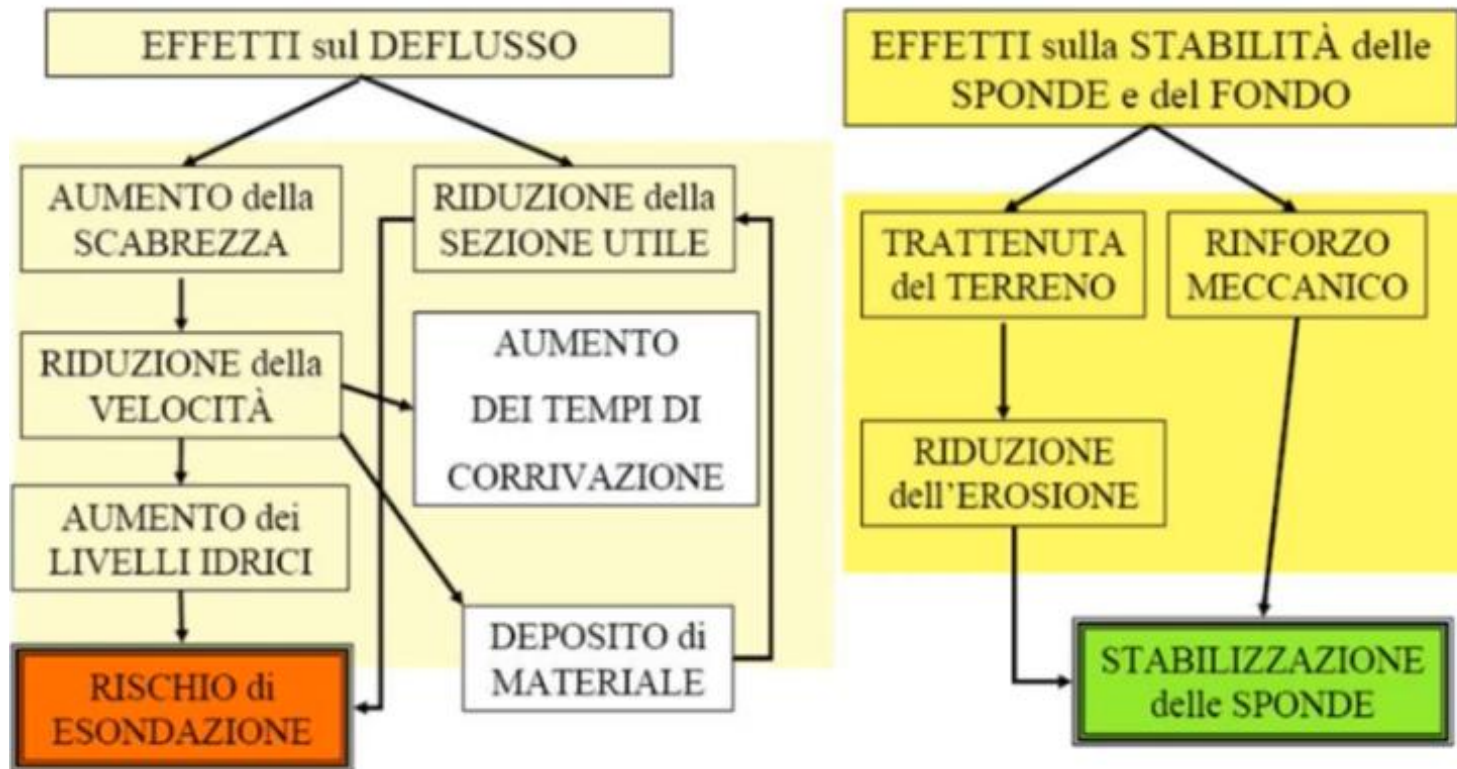 EFFETTI sul DEFLUSSO
AUMENTO della
SCABREZZA
RIDUZIONE della
SEZIONE UTILE
RIDUZIONE della
VELOCITÀ
AUMENTO
DEI TEMPI DI
CORRIVAZIONE
AUMENTO dei
LIVELLI IDRICI
DEPOSITO di
MATERIALE
RISCHIO di
ESONDAZIONE
EFFETTI sulla STABILITÀ delle
SPONDE e del FONDO
TRATTENUTA
del TERRENO
RINFORZO
MECCANICO
RIDUZIONE
dell'EROSIONE
STABILIZZAZIONE
delle SPONDE